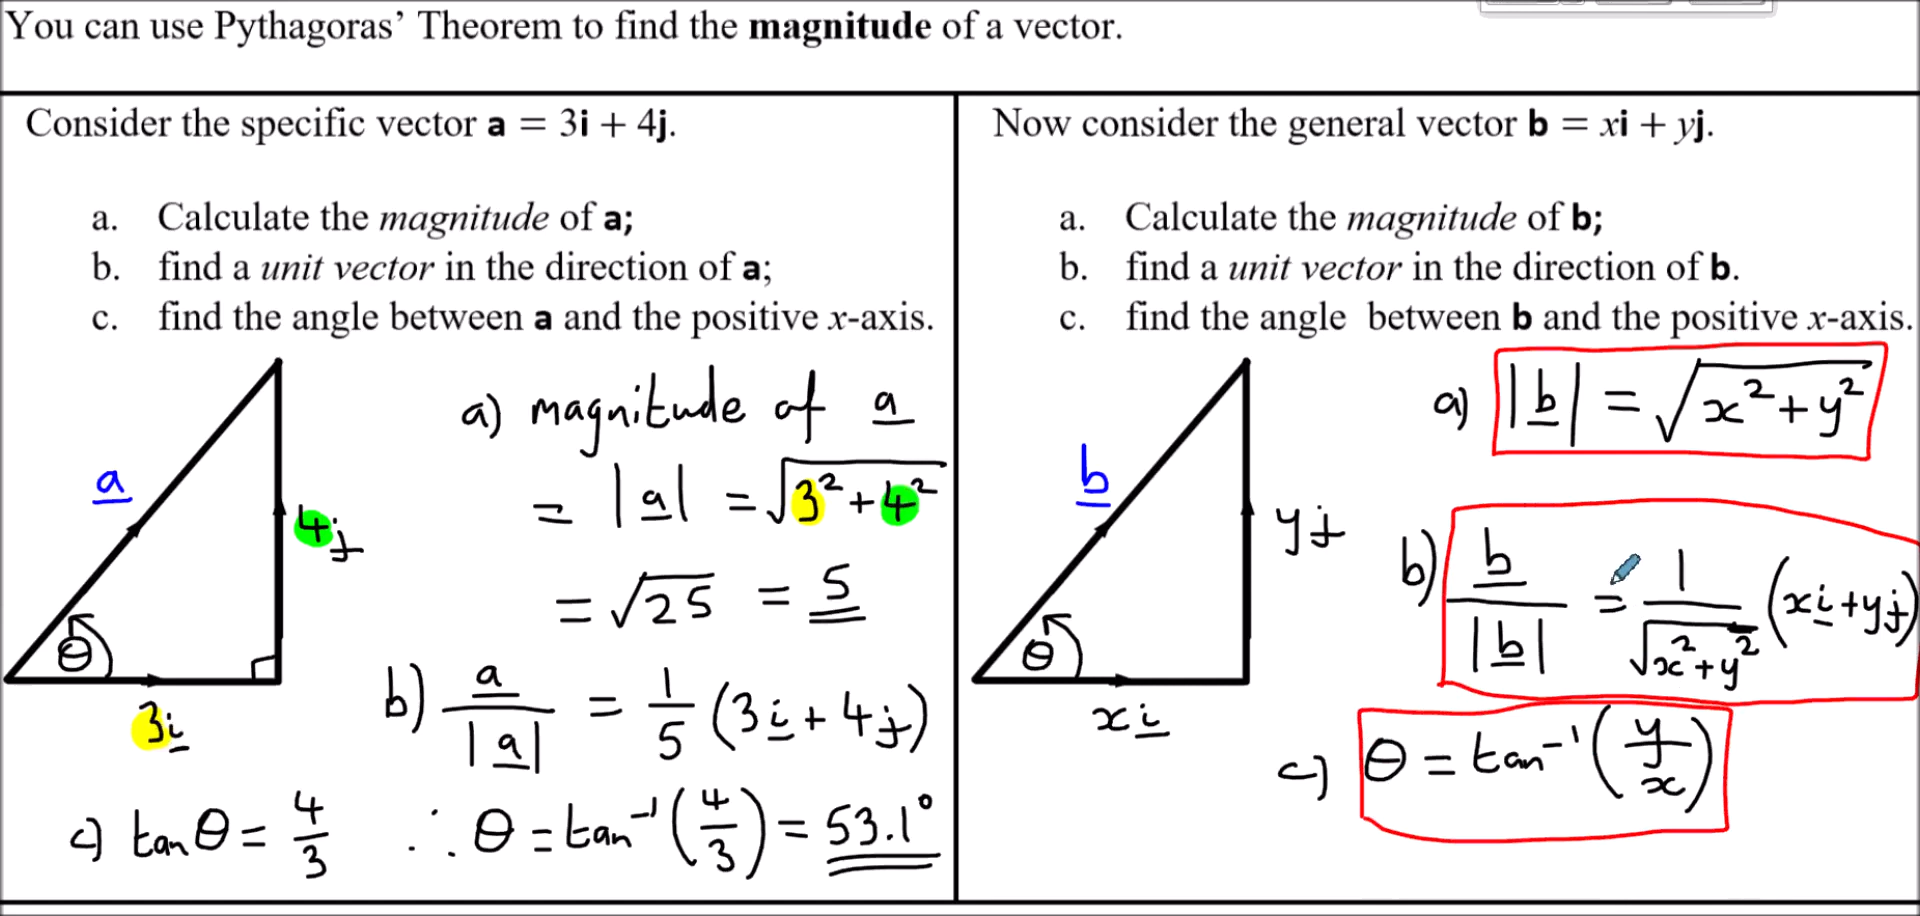 You can use Pythagoras’ Theorem to find the magnitude of a vector.
Consider the specific vector a = 3i + 4j.
a. Calculate the magnitude of a;
b. find a unit vector in the direction of a;
c. find the angle between a and the positive x-axis.
a
4j
θ
3i
a) magnitude of a
= |a| = √3² + 4²
= √25 = 5
b) a/|a| = 1/5 (3i + 4j)
c) tanθ = 4/3 ∴ θ = tan⁻¹(4/3) = 53.1°
Now consider the general vector b = xi + yj.
a. Calculate the magnitude of b;
b. find a unit vector in the direction of b.
c. find the angle between b and the positive x-axis.
b
yj
θ
xi
a) |b| = √x² + y²
b) b/|b| = 1/√x² + y² (xi + yj)
c) θ = tan⁻¹(y/x)